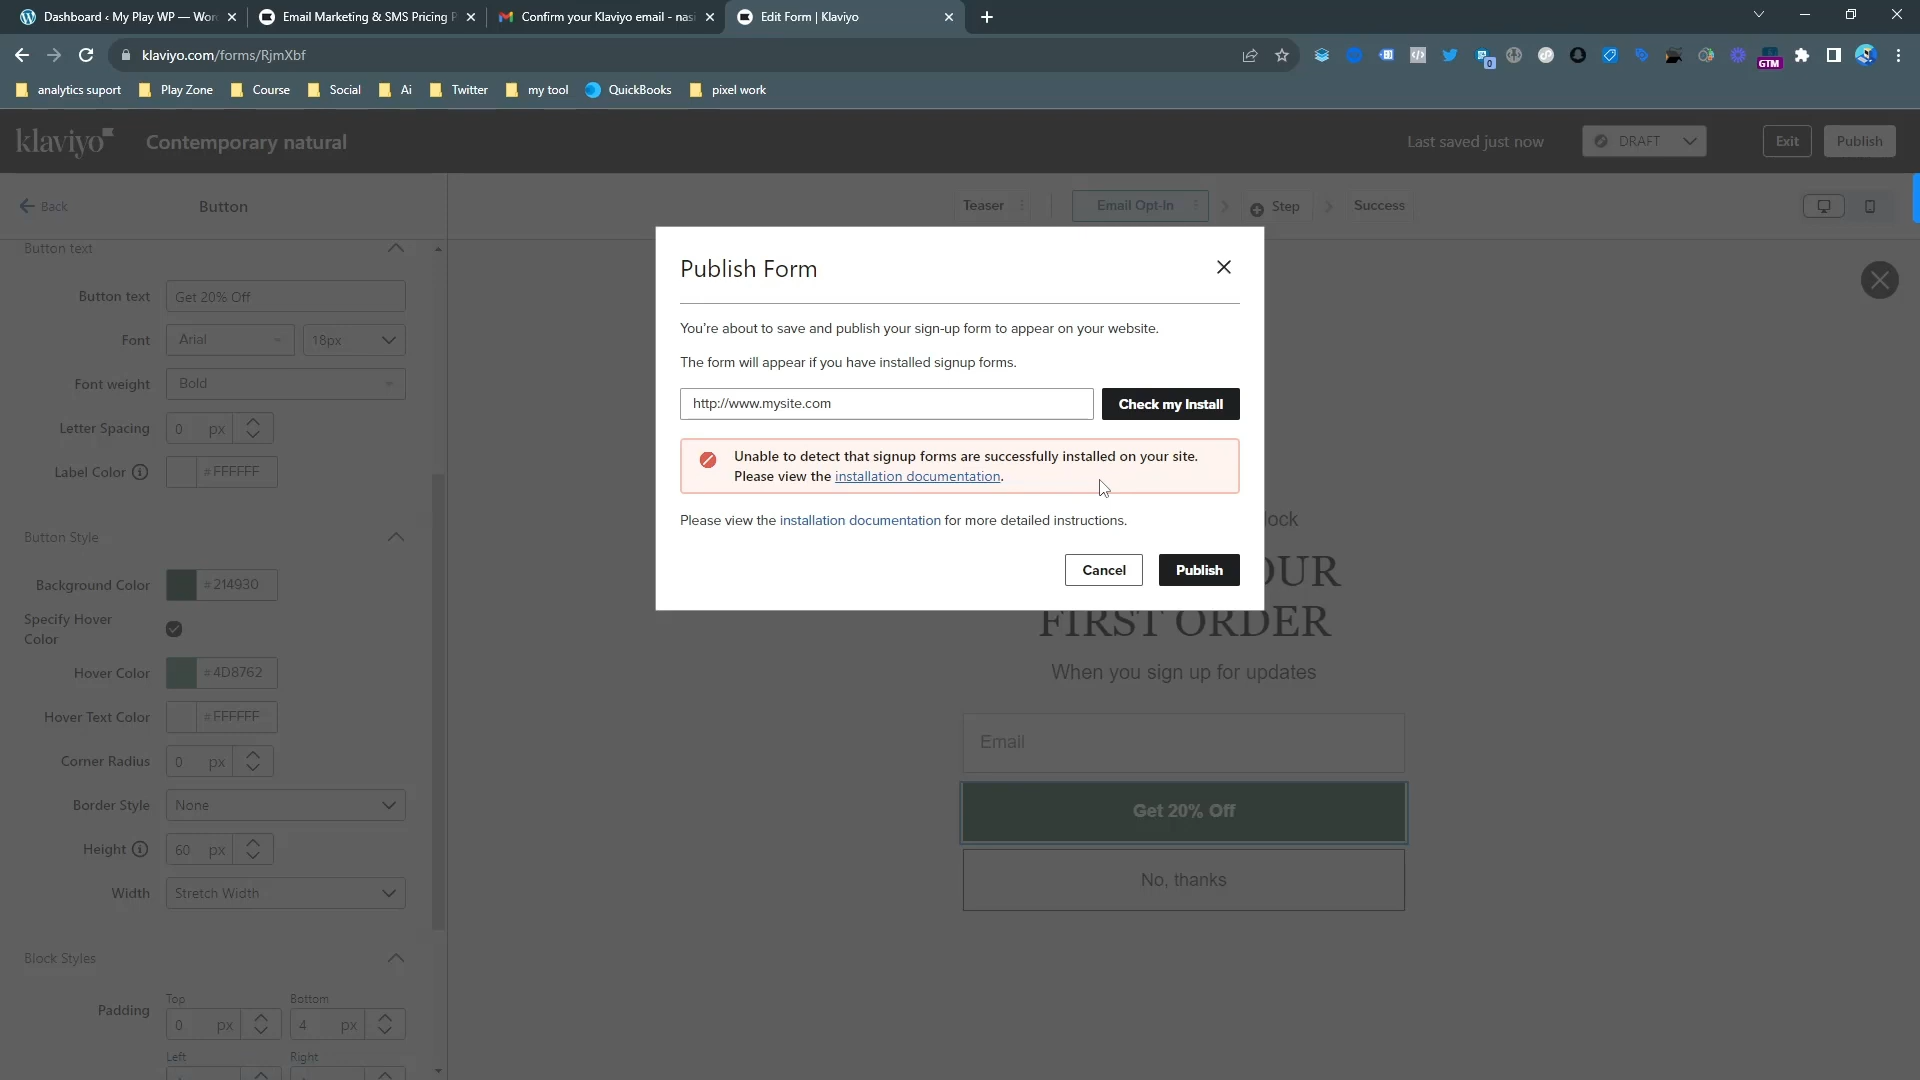 Dashboard ‹ My Play WP — Wor
Email Marketing & SMS Pricing P
Confirm your Klaviyo email - nasi
Edit Form | Klaviyo
klaviyo.com/forms/RjmXbf
0
GTM
analytics suport
Play Zone
Course
Social
Ai
Twitter
my tool
QuickBooks
pixel work
klaviyo
Contemporary natural
Last saved just now
DRAFT
Exit
Publish
Back
Button
Teaser
Email Opt-In
Step
Success
Button text
Button text
Get 20% Off
Font
Arial
18px
Font weight
Bold
Letter Spacing
0 px
Label Color
# FFFFFF
Button Style
Background Color
# 214930
Specify Hover
Color
Hover Color
# 4D8762
Hover Text Color
# FFFFFF
Corner Radius
0 px
Border Style
None
Height
60 px
Width
Stretch Width
Block Styles
Padding
Top
Bottom
0 px
4 px
Left
Right
Publish Form
You're about to save and publish your sign-up form to appear on your website.
The form will appear if you have installed signup forms.
http://www.mysite.com
Check my Install
Unable to detect that signup forms are successfully installed on your site.
Please view the installation documentation.
Please view the installation documentation for more detailed instructions.
Cancel
Publish
lock
OUR
FIRST ORDER
When you sign up for updates
Email
Get 20% Off
No, thanks